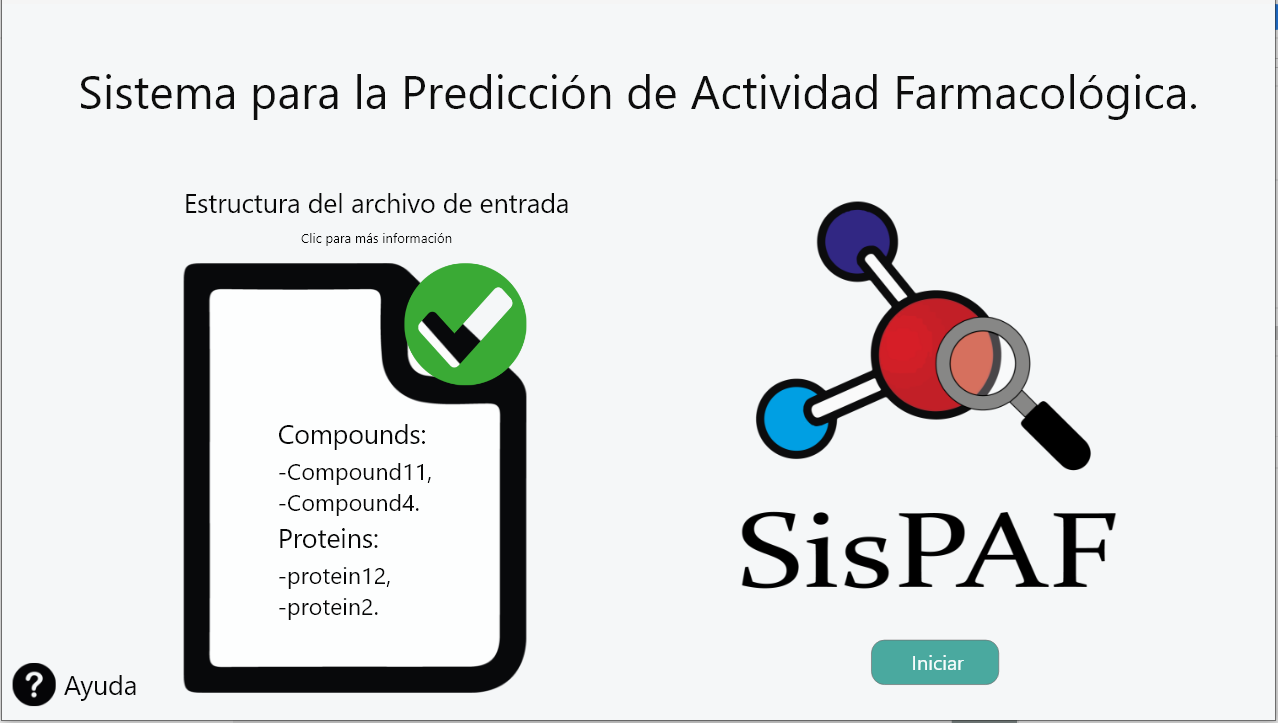 Sistema para la Predicción de Actividad Farmacológica.
Estructura del archivo de entrada
Clic para más información
Compounds:
-Compound11,
-Compound4.
Proteins:
-protein12,
-protein2.
SisPAF
Iniciar
? Ayuda